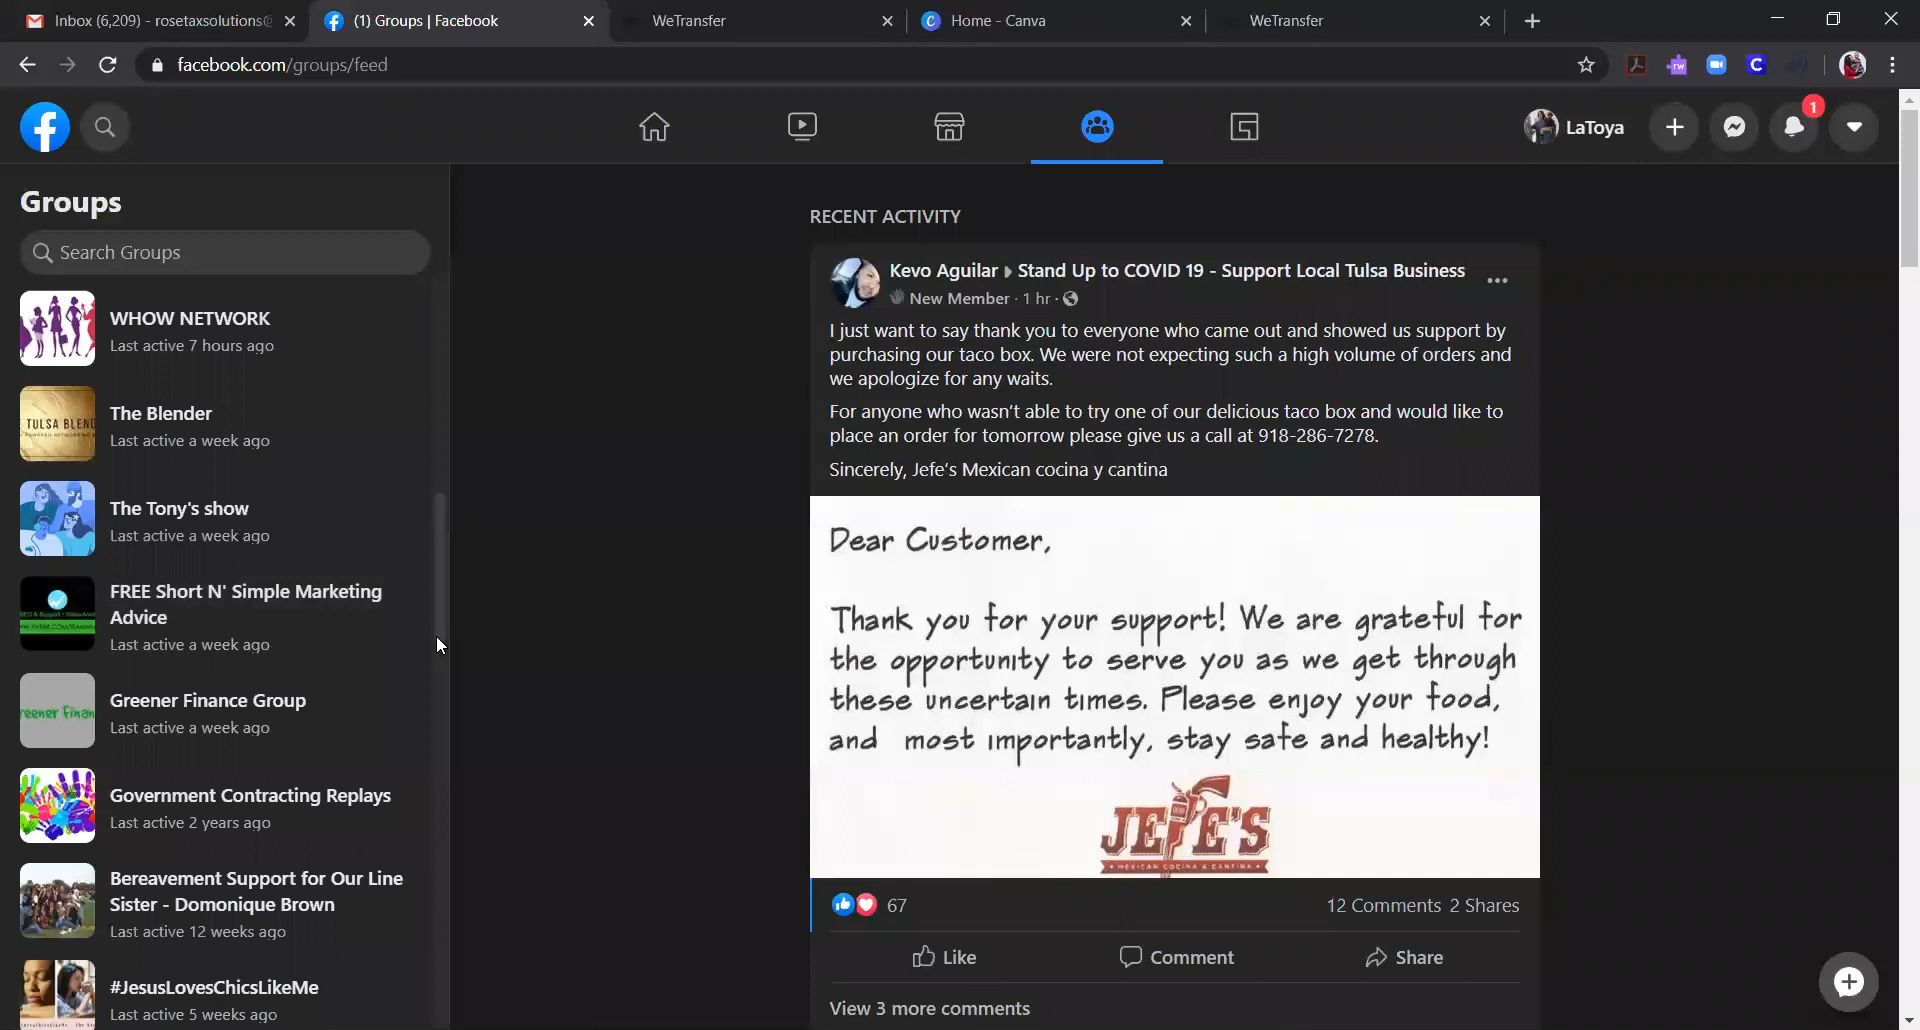 Inbox (6,209) - rosetaxsolutions
(1) Groups | Facebook
WeTransfer
Home - Canva
WeTransfer
facebook.com/groups/feed
LaToya
1
Groups
Search Groups
WHOW NETWORK
Last active 7 hours ago
The Blender
Last active a week ago
The Tony's show
Last active a week ago
FREE Short N' Simple Marketing
Advice
Last active a week ago
Greener Finance Group
Last active a week ago
Government Contracting Replays
Last active 2 years ago
Bereavement Support for Our Line
Sister - Domonique Brown
Last active 12 weeks ago
#JesusLovesChicsLikeMe
Last active 5 weeks ago
RECENT ACTIVITY
Kevo Aguilar Stand Up to COVID 19 - Support Local Tulsa Business
New Member · 1 hr ·
I just want to say thank you to everyone who came out and showed us support by
purchasing our taco box. We were not expecting such a high volume of orders and
we apologize for any waits.
For anyone who wasn't able to try one of our delicious taco box and would like to
place an order for tomorrow please give us a call at 918-286-7278.
Sincerely, Jefe's Mexican cocina y cantina
Dear Customer,
Thank you for your support! We are grateful for
the opportunity to serve you as we get through
these uncertain times. Please enjoy your food,
and most importantly, stay safe and healthy!
JEFE'S
MEXICAN COCINA & CANTINA
67
12 Comments 2 Shares
Like
Comment
Share
View 3 more comments